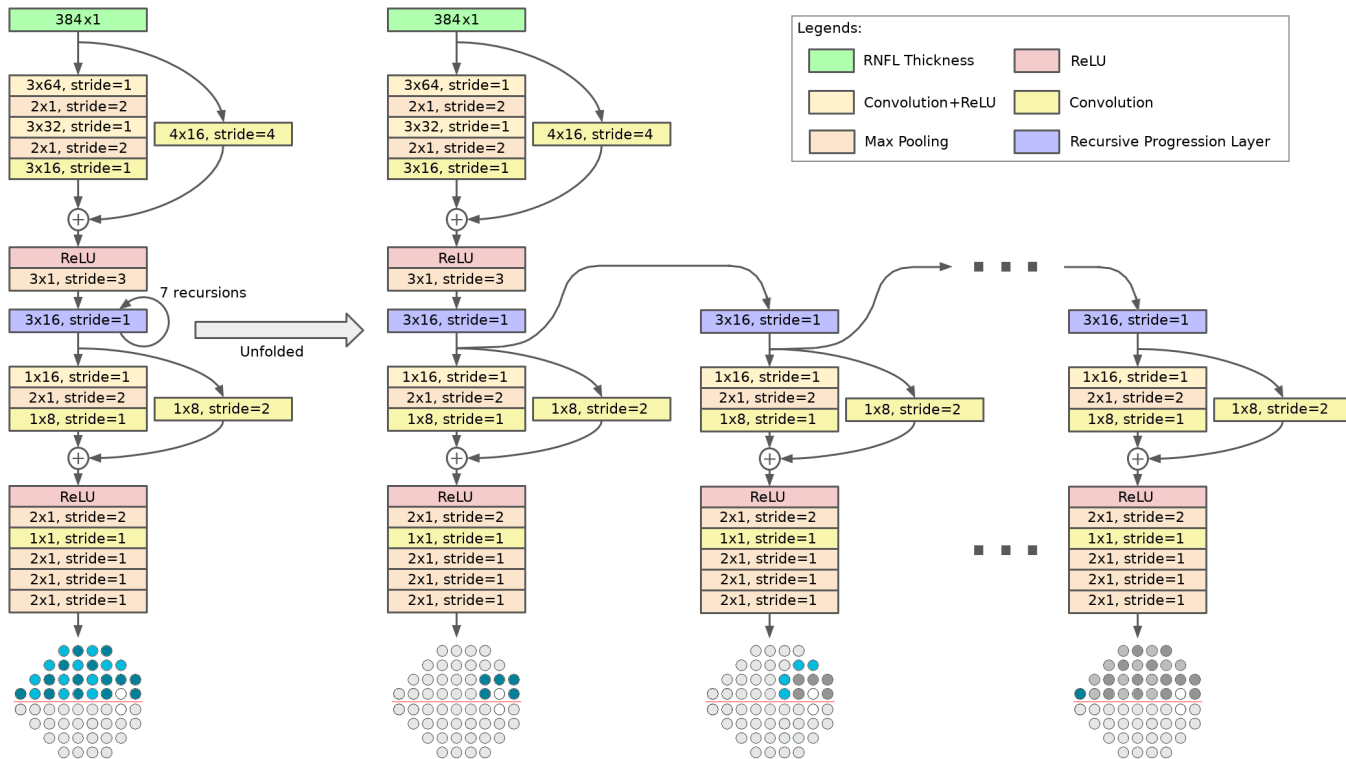 384x1
3x64, stride=1
2x1, stride=2
3x32, stride=1
2x1, stride=2
3x16, stride=1
4x16, stride=4
+
ReLU
3x1, stride=3
7 recursions
3x16, stride=1
1x16, stride=1
2x1, stride=2
1x8, stride=1
1x8, stride=2
+
ReLU
2x1, stride=2
1x1, stride=1
2x1, stride=1
2x1, stride=1
2x1, stride=1
Unfolded
384x1
3x64, stride=1
2x1, stride=2
3x32, stride=1
2x1, stride=2
3x16, stride=1
4x16, stride=4
+
ReLU
3x1, stride=3
3x16, stride=1
1x16, stride=1
2x1, stride=2
1x8, stride=1
1x8, stride=2
+
ReLU
2x1, stride=2
1x1, stride=1
2x1, stride=1
2x1, stride=1
2x1, stride=1
3x16, stride=1
1x16, stride=1
2x1, stride=2
1x8, stride=1
1x8, stride=2
+
ReLU
2x1, stride=2
1x1, stride=1
2x1, stride=1
2x1, stride=1
2x1, stride=1
3x16, stride=1
1x16, stride=1
2x1, stride=2
1x8, stride=1
1x8, stride=2
+
ReLU
2x1, stride=2
1x1, stride=1
2x1, stride=1
2x1, stride=1
2x1, stride=1
Legends:
RNFL Thickness
ReLU
Convolution+ReLU
Convolution
Max Pooling
Recursive Progression Layer